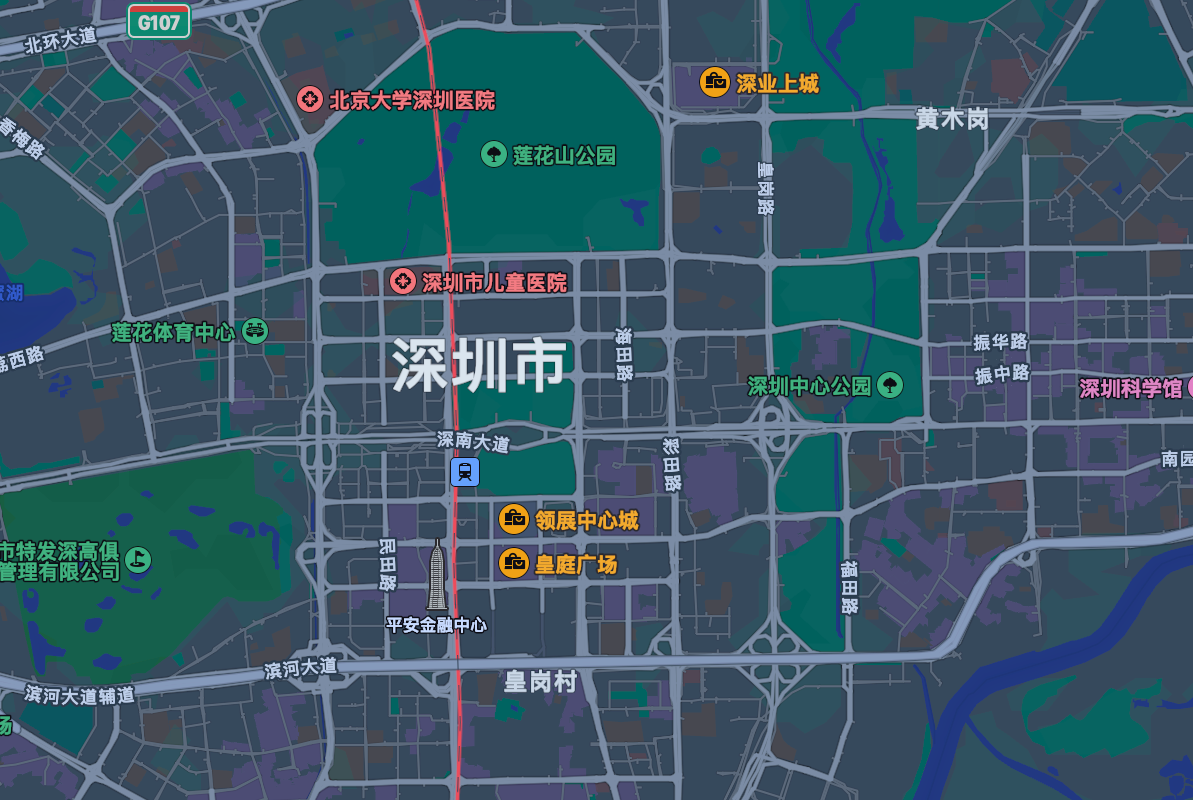 G107
北环大道
深业上城
北京大学深圳医院
黄木岗
香梅路
莲花山公园
皇岗路
深圳市儿童医院
莲花体育中心
海田路
振华路
深圳市
振中路
深圳中心公园
深圳科学馆
深南大道
彩田路
南园
领展中心城
市特发深高俱
管理有限公司
民田路
皇庭广场
福田路
平安金融中心
滨河大道
皇岗村
滨河大道辅道
场